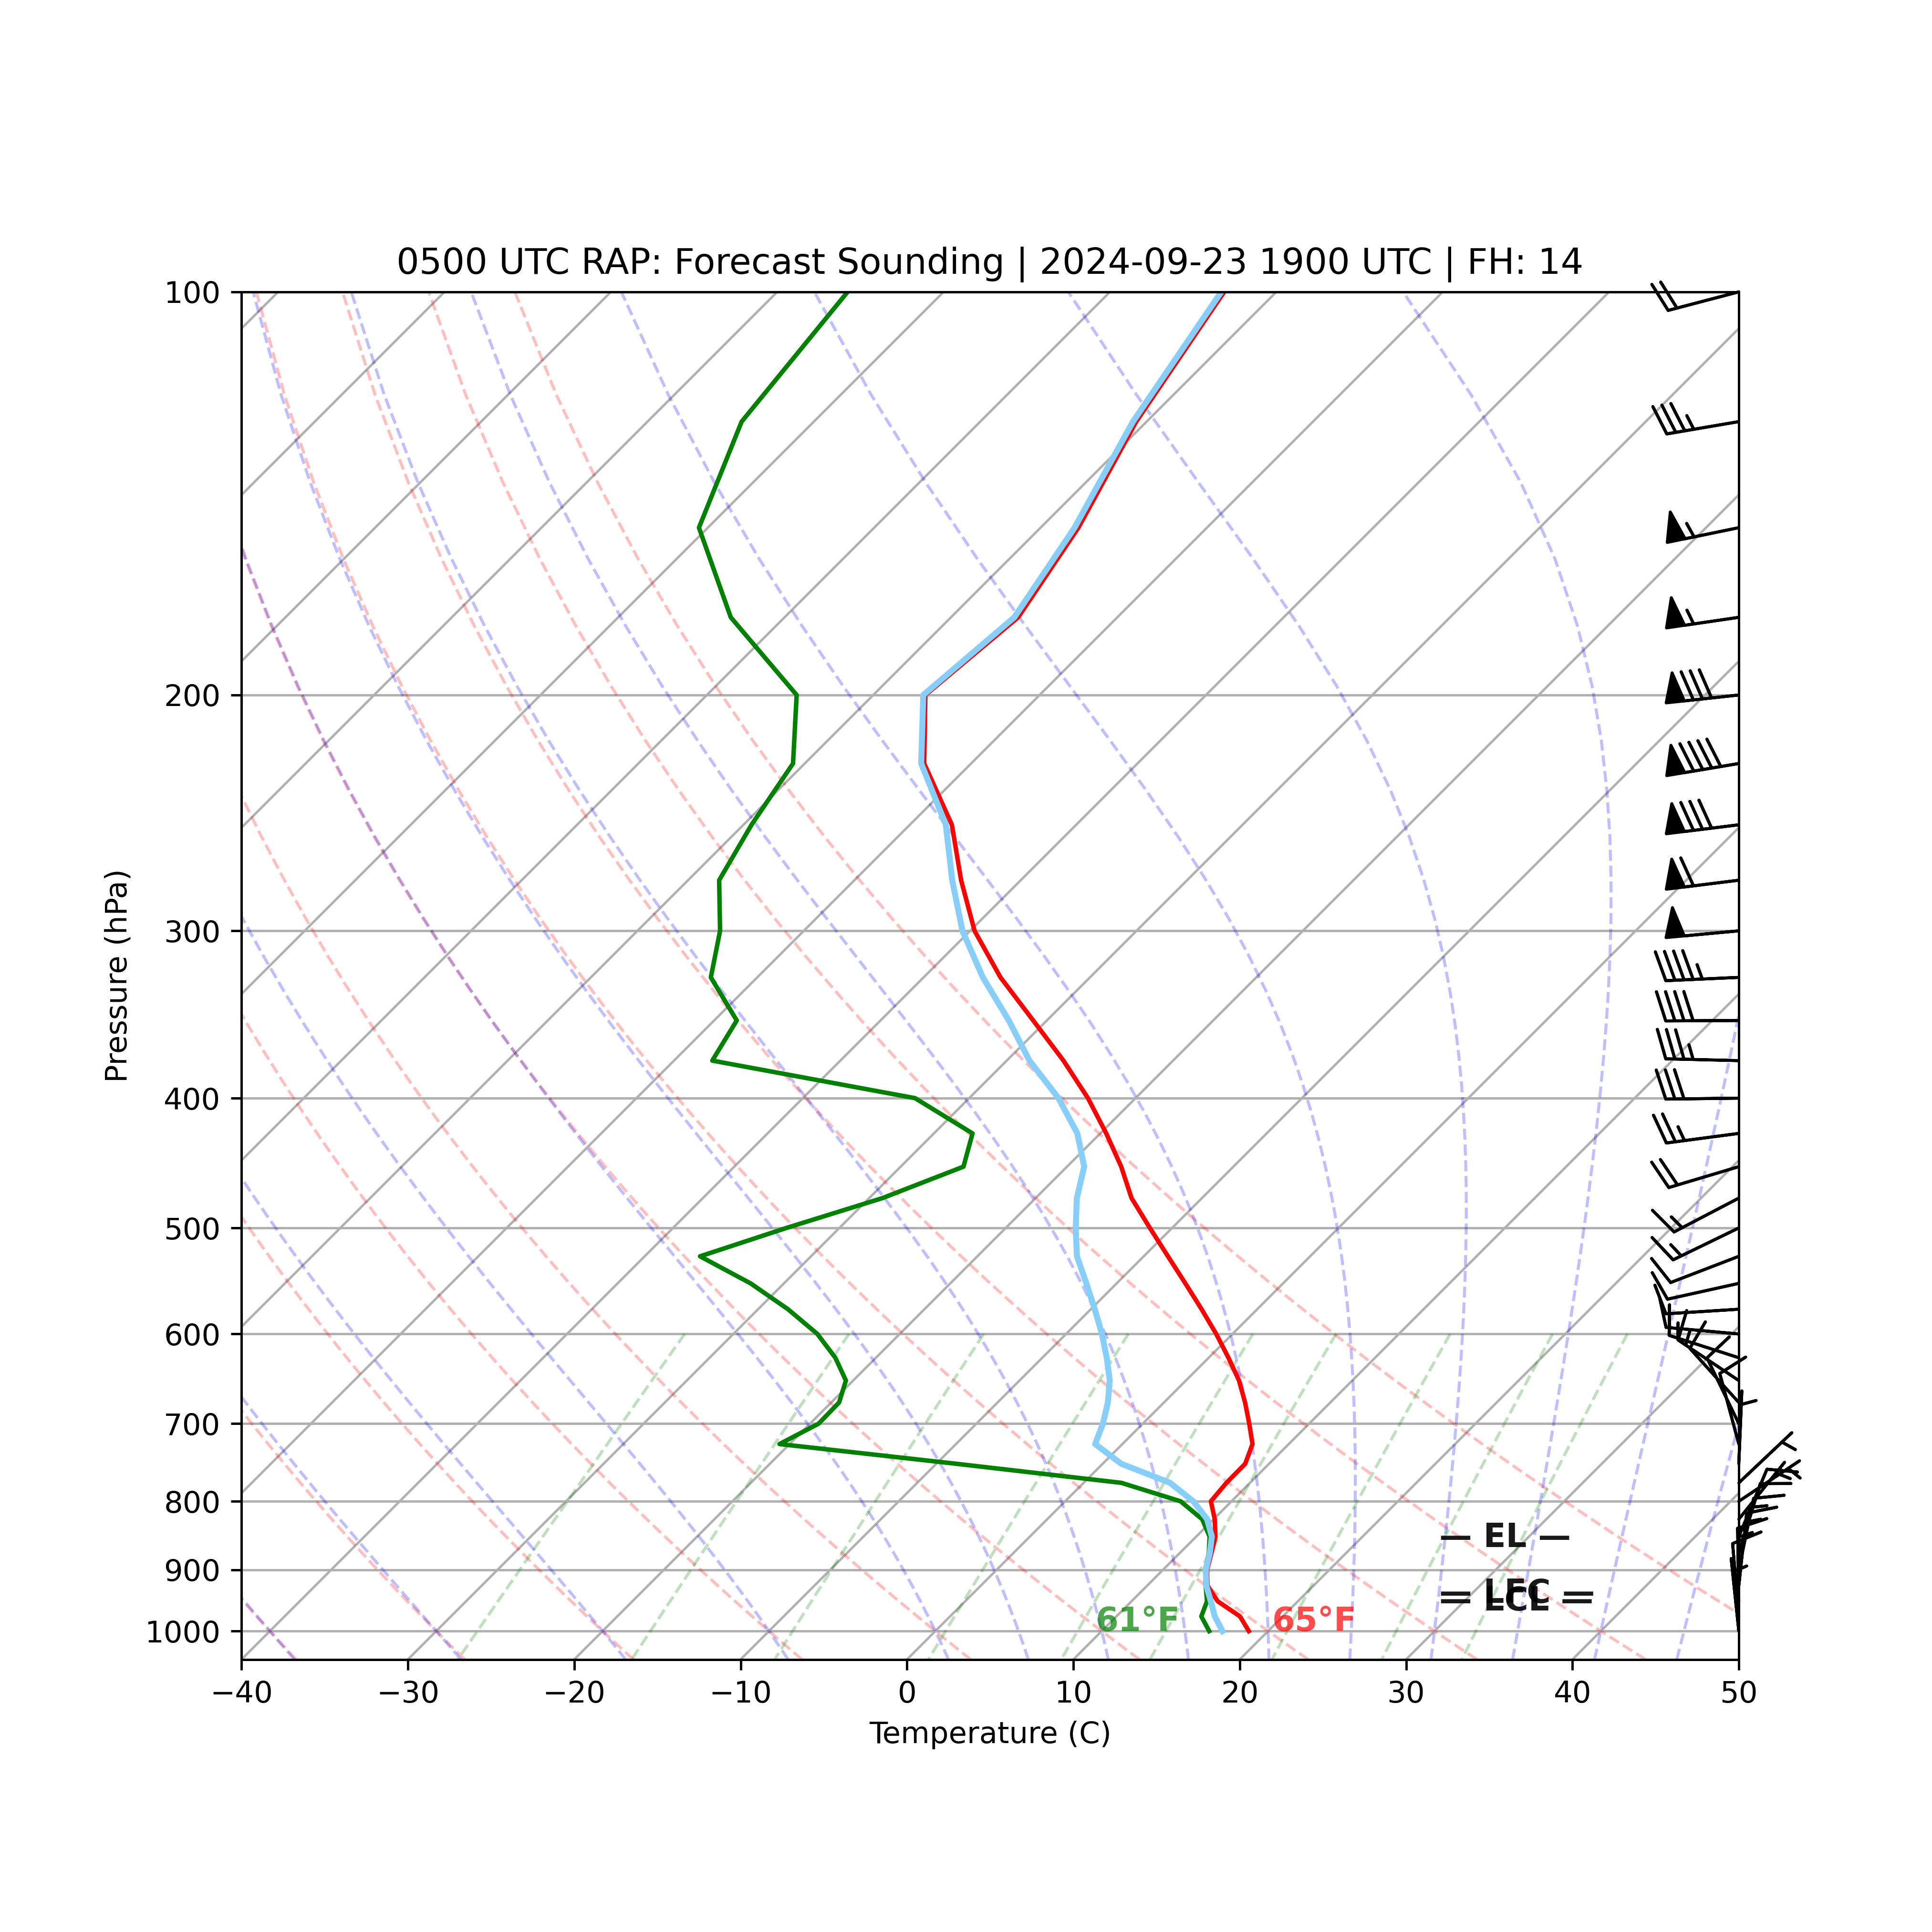 0500 UTC RAP: Forecast Sounding | 2024-09-23 1900 UTC | FH: 14
100
200
300
400
500
600
700
800
900
1000
Pressure (hPa)
— EL —
— LFC —
— LCL —
61°F
65°F
−40 −30 −20 −10 0 10 20 30 40 50
Temperature (C)